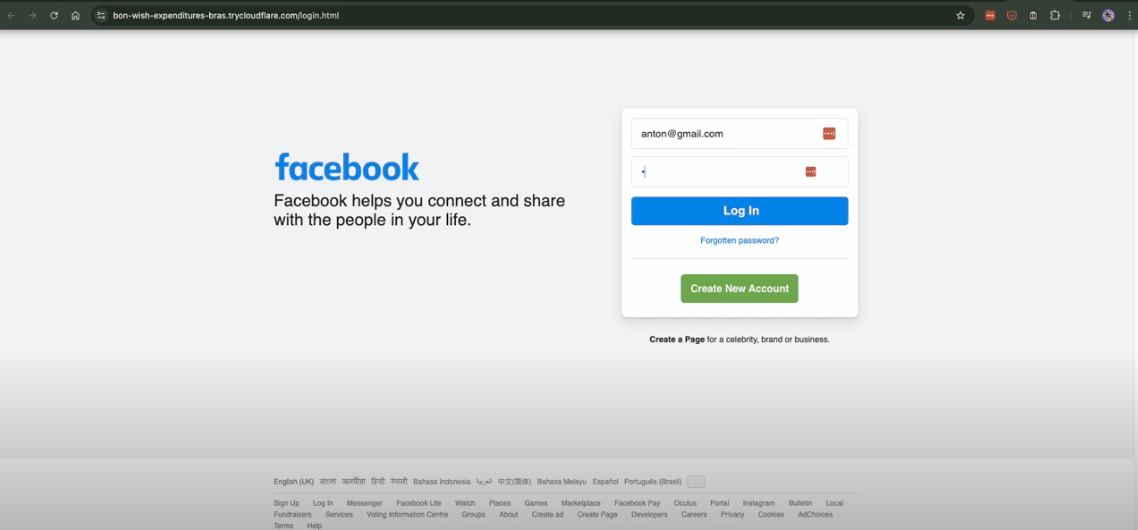 bon-wish-expenditures-bras.trycloudflare.com/login.html
facebook
Facebook helps you connect and share
with the people in your life.
anton@gmail.com
Log In
Forgotten password?
Create New Account
Create a Page for a celebrity, brand or business.
English (UK) বাংলা অসমীয়া हिन्दी नेपाली Bahasa Indonesia العربية 中文(简体) Bahasa Melayu Español Português (Brasil)
Sign Up Log In Messenger Facebook Lite Watch Places Games Marketplace Facebook Pay Oculus Portal Instagram Bulletin Local
Fundraisers Services Voting Information Centre Groups About Create ad Create Page Developers Careers Privacy Cookies AdChoices
Terms Help